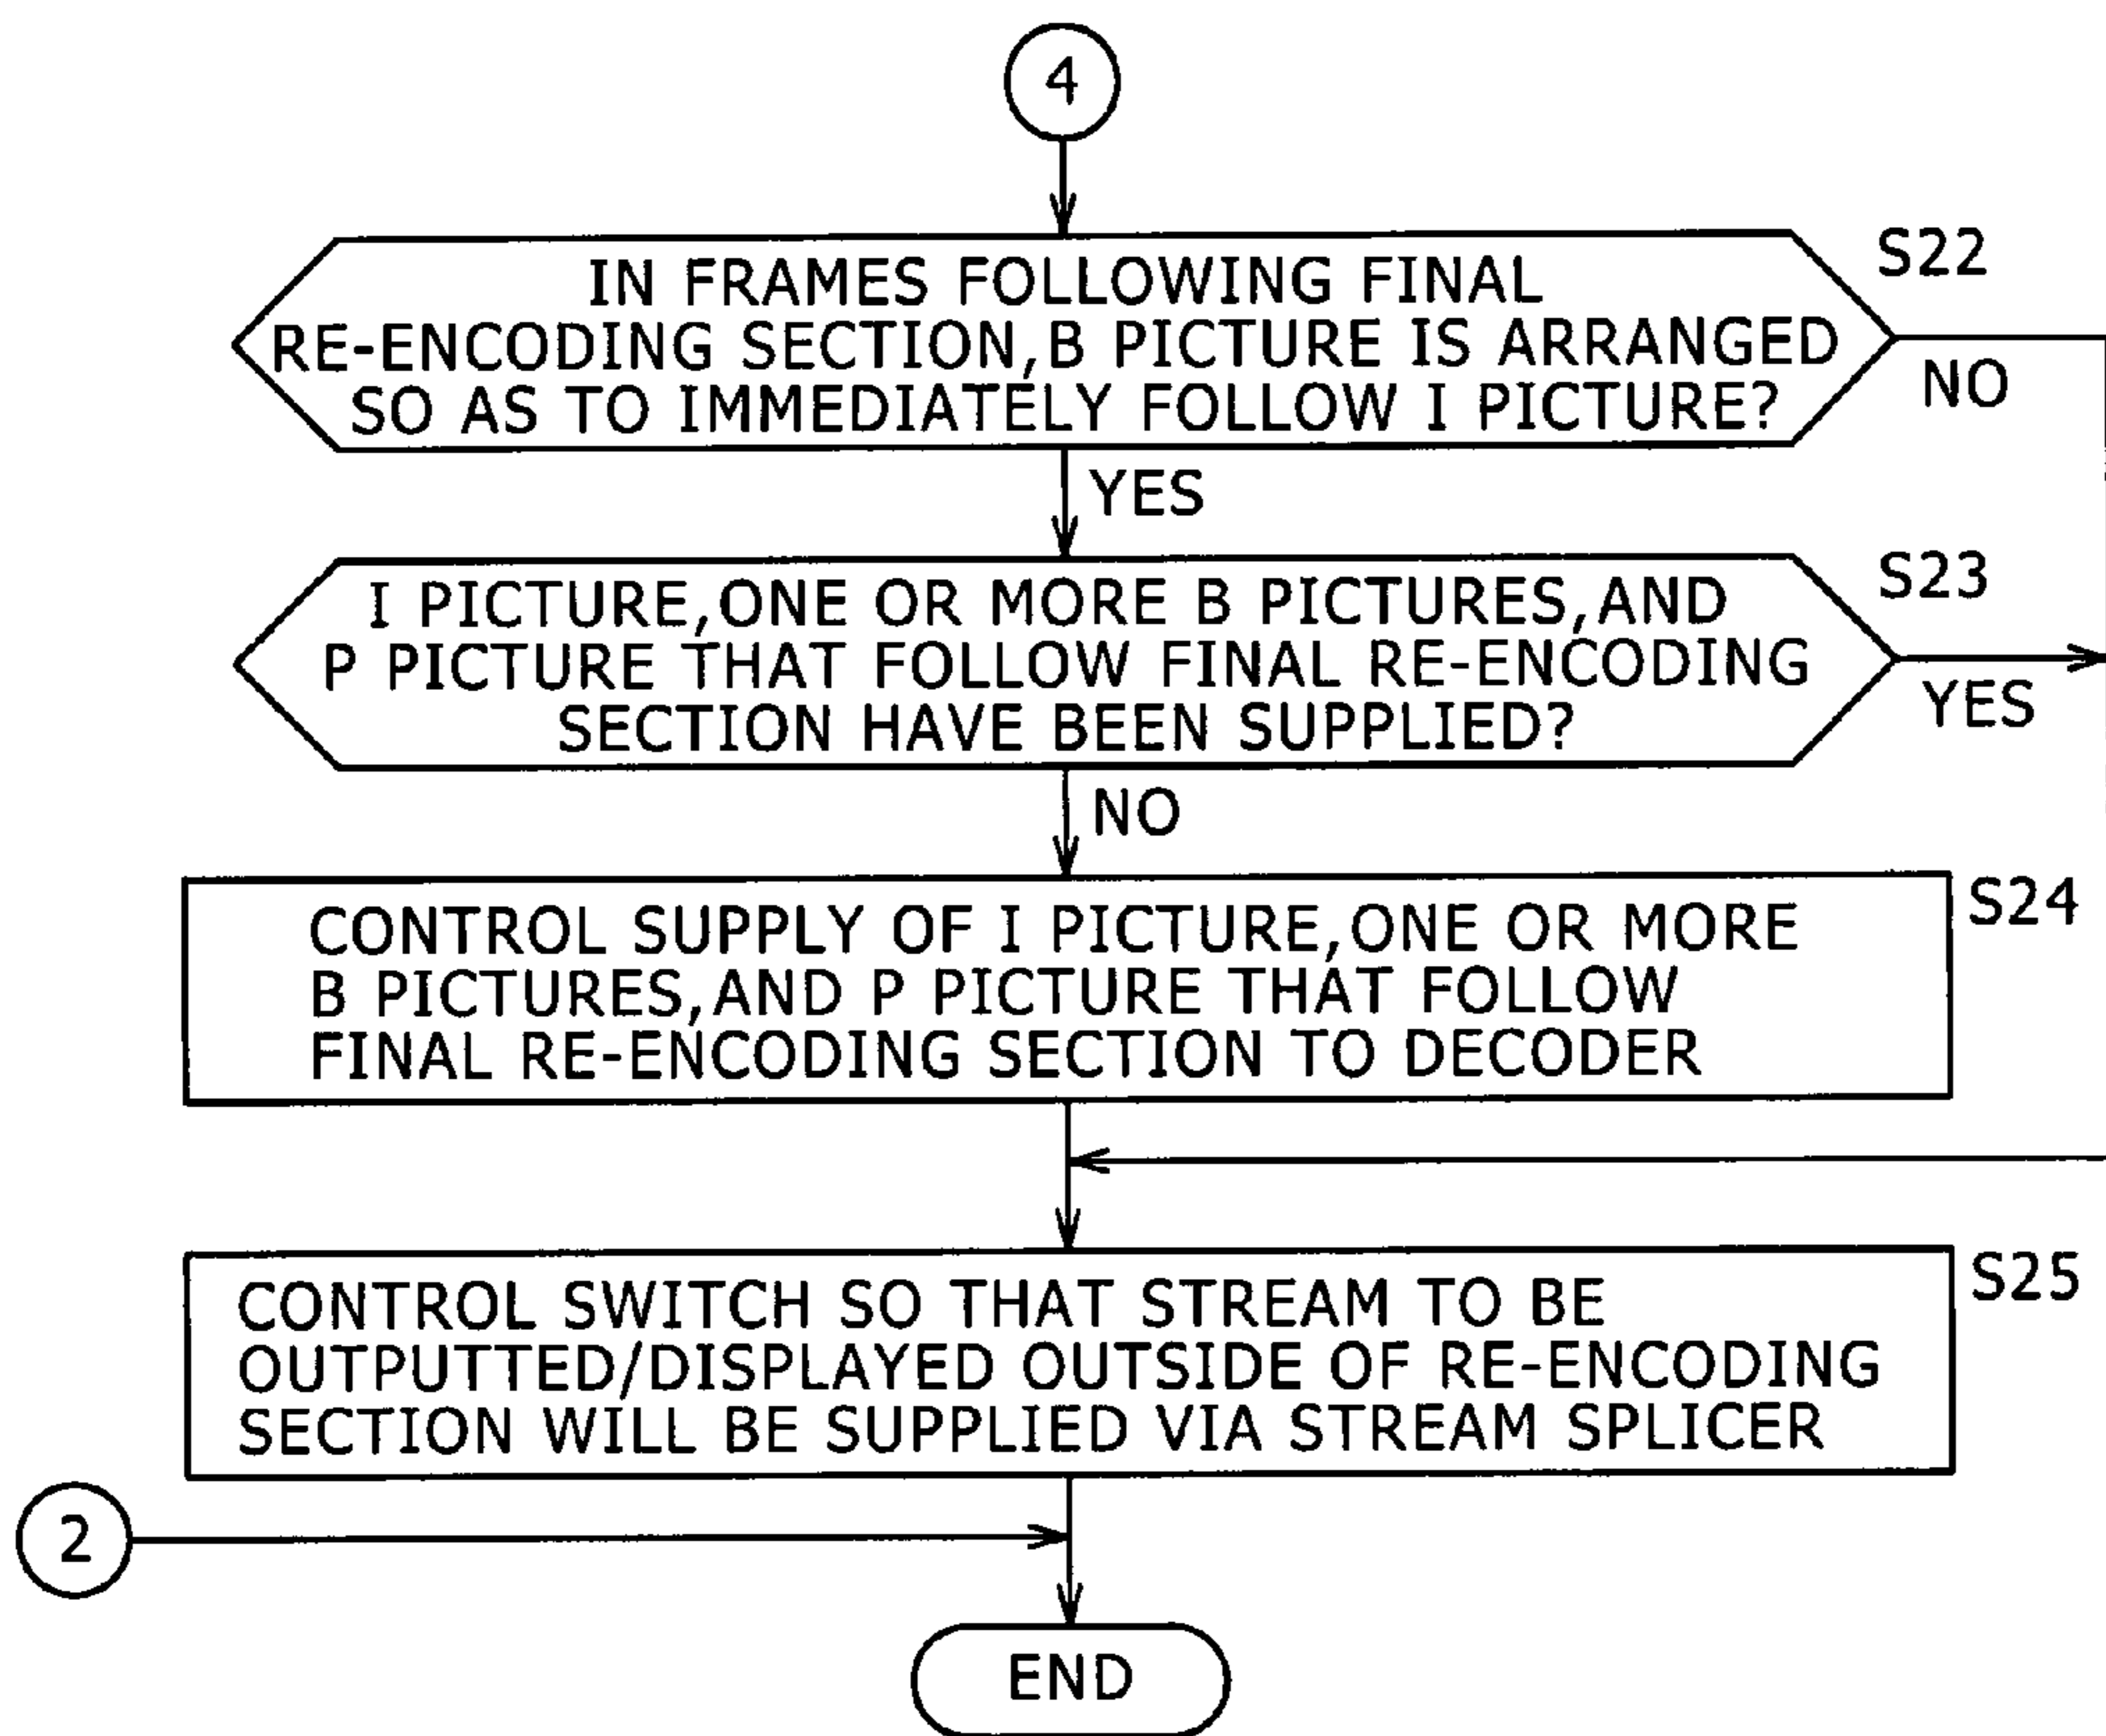 4
IN FRAMES FOLLOWING FINAL
RE-ENCODING SECTION,B PICTURE IS ARRANGED
SO AS TO IMMEDIATELY FOLLOW I PICTURE?
S22
NO
YES
I PICTURE,ONE OR MORE B PICTURES,AND
P PICTURE THAT FOLLOW FINAL RE-ENCODING
SECTION HAVE BEEN SUPPLIED?
S23
YES
NO
CONTROL SUPPLY OF I PICTURE,ONE OR MORE
B PICTURES,AND P PICTURE THAT FOLLOW
FINAL RE-ENCODING SECTION TO DECODER
S24
CONTROL SWITCH SO THAT STREAM TO BE
OUTPUTTED/DISPLAYED OUTSIDE OF RE-ENCODING
SECTION WILL BE SUPPLIED VIA STREAM SPLICER
S25
2
END